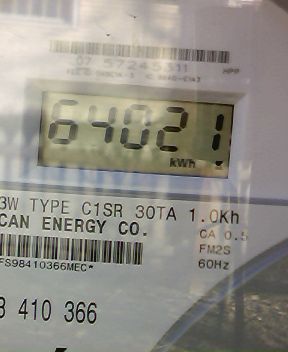 07 57245311
64021
kWh
3W TYPE C1SR 30TA 1.0Kh
CAN ENERGY CO.
CA 0.5
FM2S
FS98410366MEC*
60Hz
8 410 366